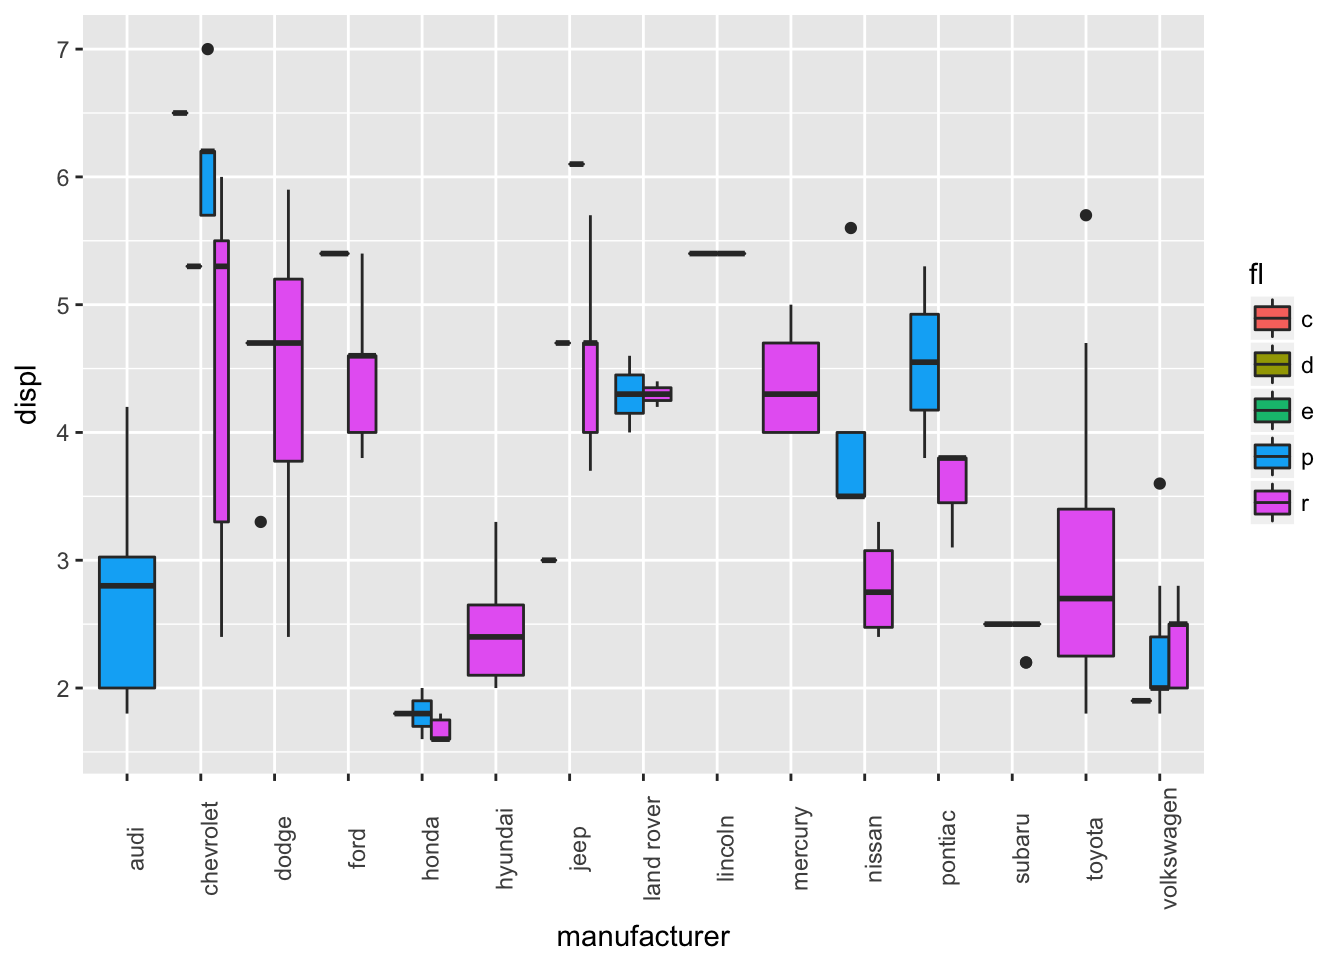 7
6
5
4
3
2
displ
audi
chevrolet
dodge
ford
honda
hyundai
jeep
land rover
lincoln
mercury
nissan
pontiac
subaru
toyota
volkswagen
manufacturer
fl
c
d
e
p
r